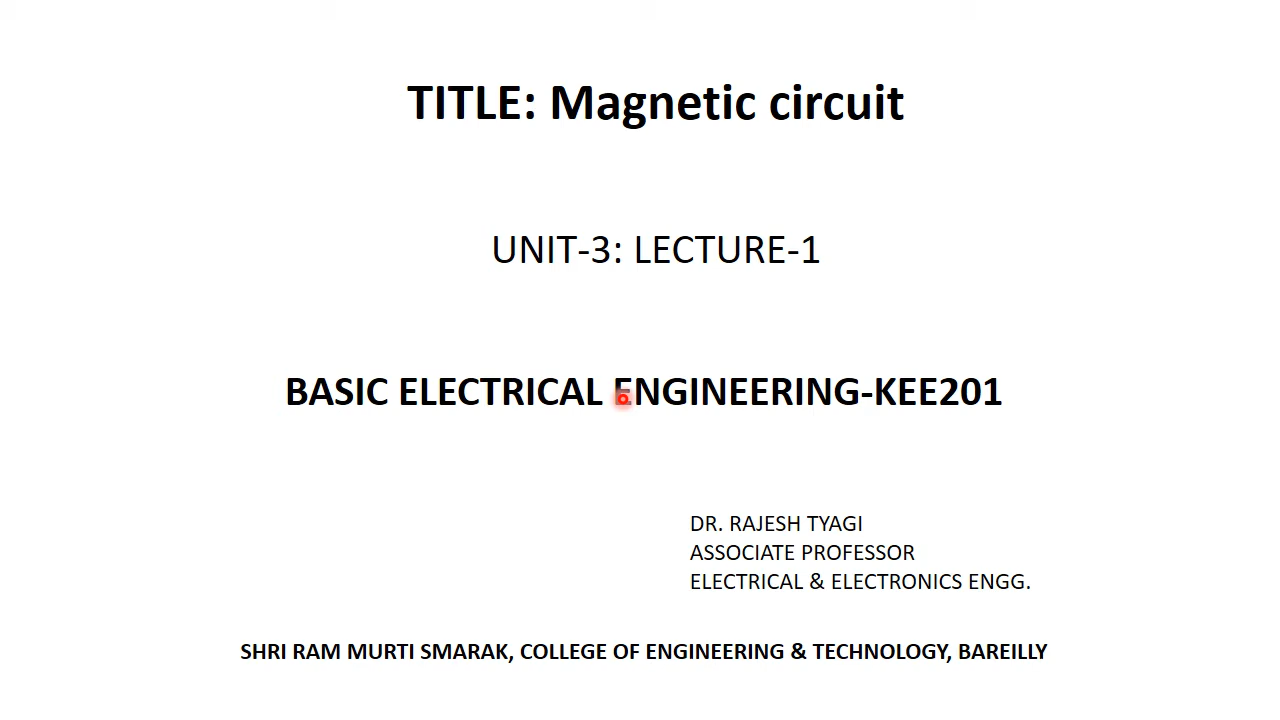 TITLE: Magnetic circuit
UNIT-3: LECTURE-1
BASIC ELECTRICAL ENGINEERING-KEE201
DR. RAJESH TYAGI
ASSOCIATE PROFESSOR
ELECTRICAL & ELECTRONICS ENGG.
SHRI RAM MURTI SMARAK, COLLEGE OF ENGINEERING & TECHNOLOGY, BAREILLY